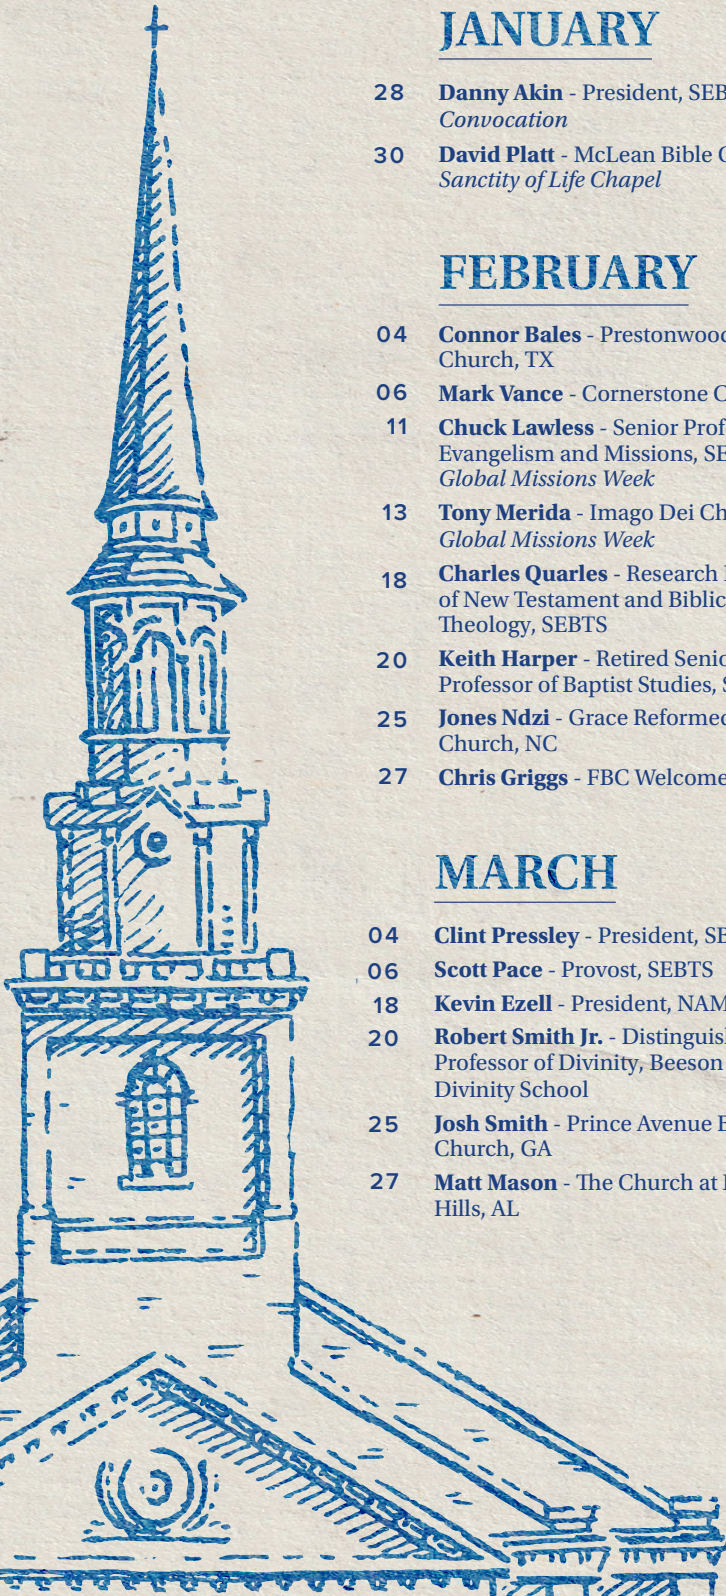 JANUARY
28 Danny Akin - President, SEB
Convocation
30 David Platt - McLean Bible
Sanctity of Life Chapel
FEBRUARY
04 Connor Bales - Prestonwood
Church, TX
06 Mark Vance - Cornerstone
11 Chuck Lawless - Senior Prof
Evangelism and Missions, SE
Global Missions Week
13 Tony Merida - Imago Dei Ch
Global Missions Week
18 Charles Quarles - Research
of New Testament and Biblic
Theology, SEBTS
20 Keith Harper - Retired Senio
Professor of Baptist Studies,
25 Jones Ndzi - Grace Reformed
Church, NC
27 Chris Griggs - FBC Welcome
MARCH
04 Clint Pressley - President, SB
06 Scott Pace - Provost, SEBTS
18 Kevin Ezell - President, NAM
20 Robert Smith Jr. - Distinguish
Professor of Divinity, Beeson
Divinity School
25 Josh Smith - Prince Avenue B
Church, GA
27 Matt Mason - The Church at
Hills, AL